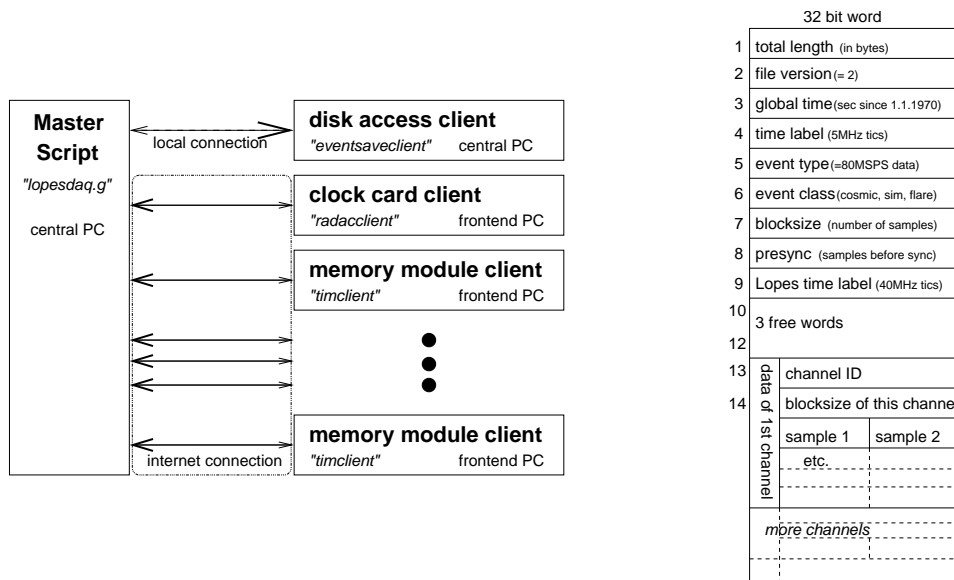 Master
Script
"lopesdaq.g"
central PC
local connection
disk access client
"eventsaveclient" central PC
clock card client
"radacclient" frontend PC
memory module client
"timclient" frontend PC
memory module client
"timclient" frontend PC
internet connection
32 bit word
1 total length (in bytes)
2 file version (= 2)
3 global time (sec since 1.1.1970)
4 time label (5MHz tics)
5 event type (=80MSPS data)
6 event class (cosmic, sim, flare)
7 blocksize (number of samples)
8 presync (samples before sync)
9 Lopes time label (40MHz tics)
10
3 free words
12
13 channel ID
14 blocksize of this channe
data of 1st channel
sample 1 sample 2
etc.
more channels